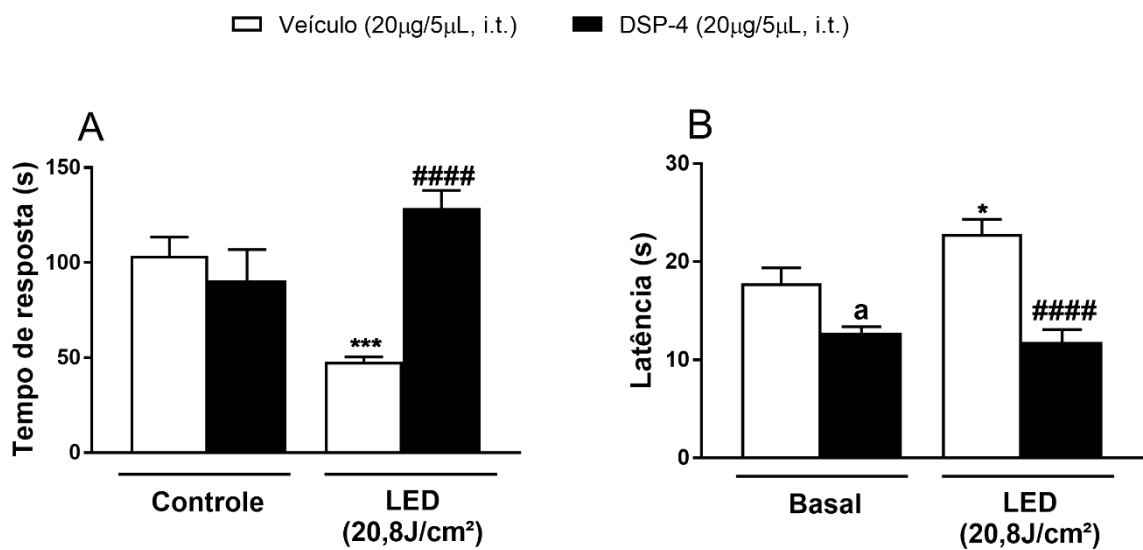 Veículo (20µg/5µL, i.t.)
DSP-4 (20µg/5µL, i.t.)
A
Tempo de resposta (s)
150
100
50
0
***
####
Controle
LED
(20,8J/cm²)
B
Latência (s)
30
20
10
0
a
*
####
Basal
LED
(20,8J/cm²)